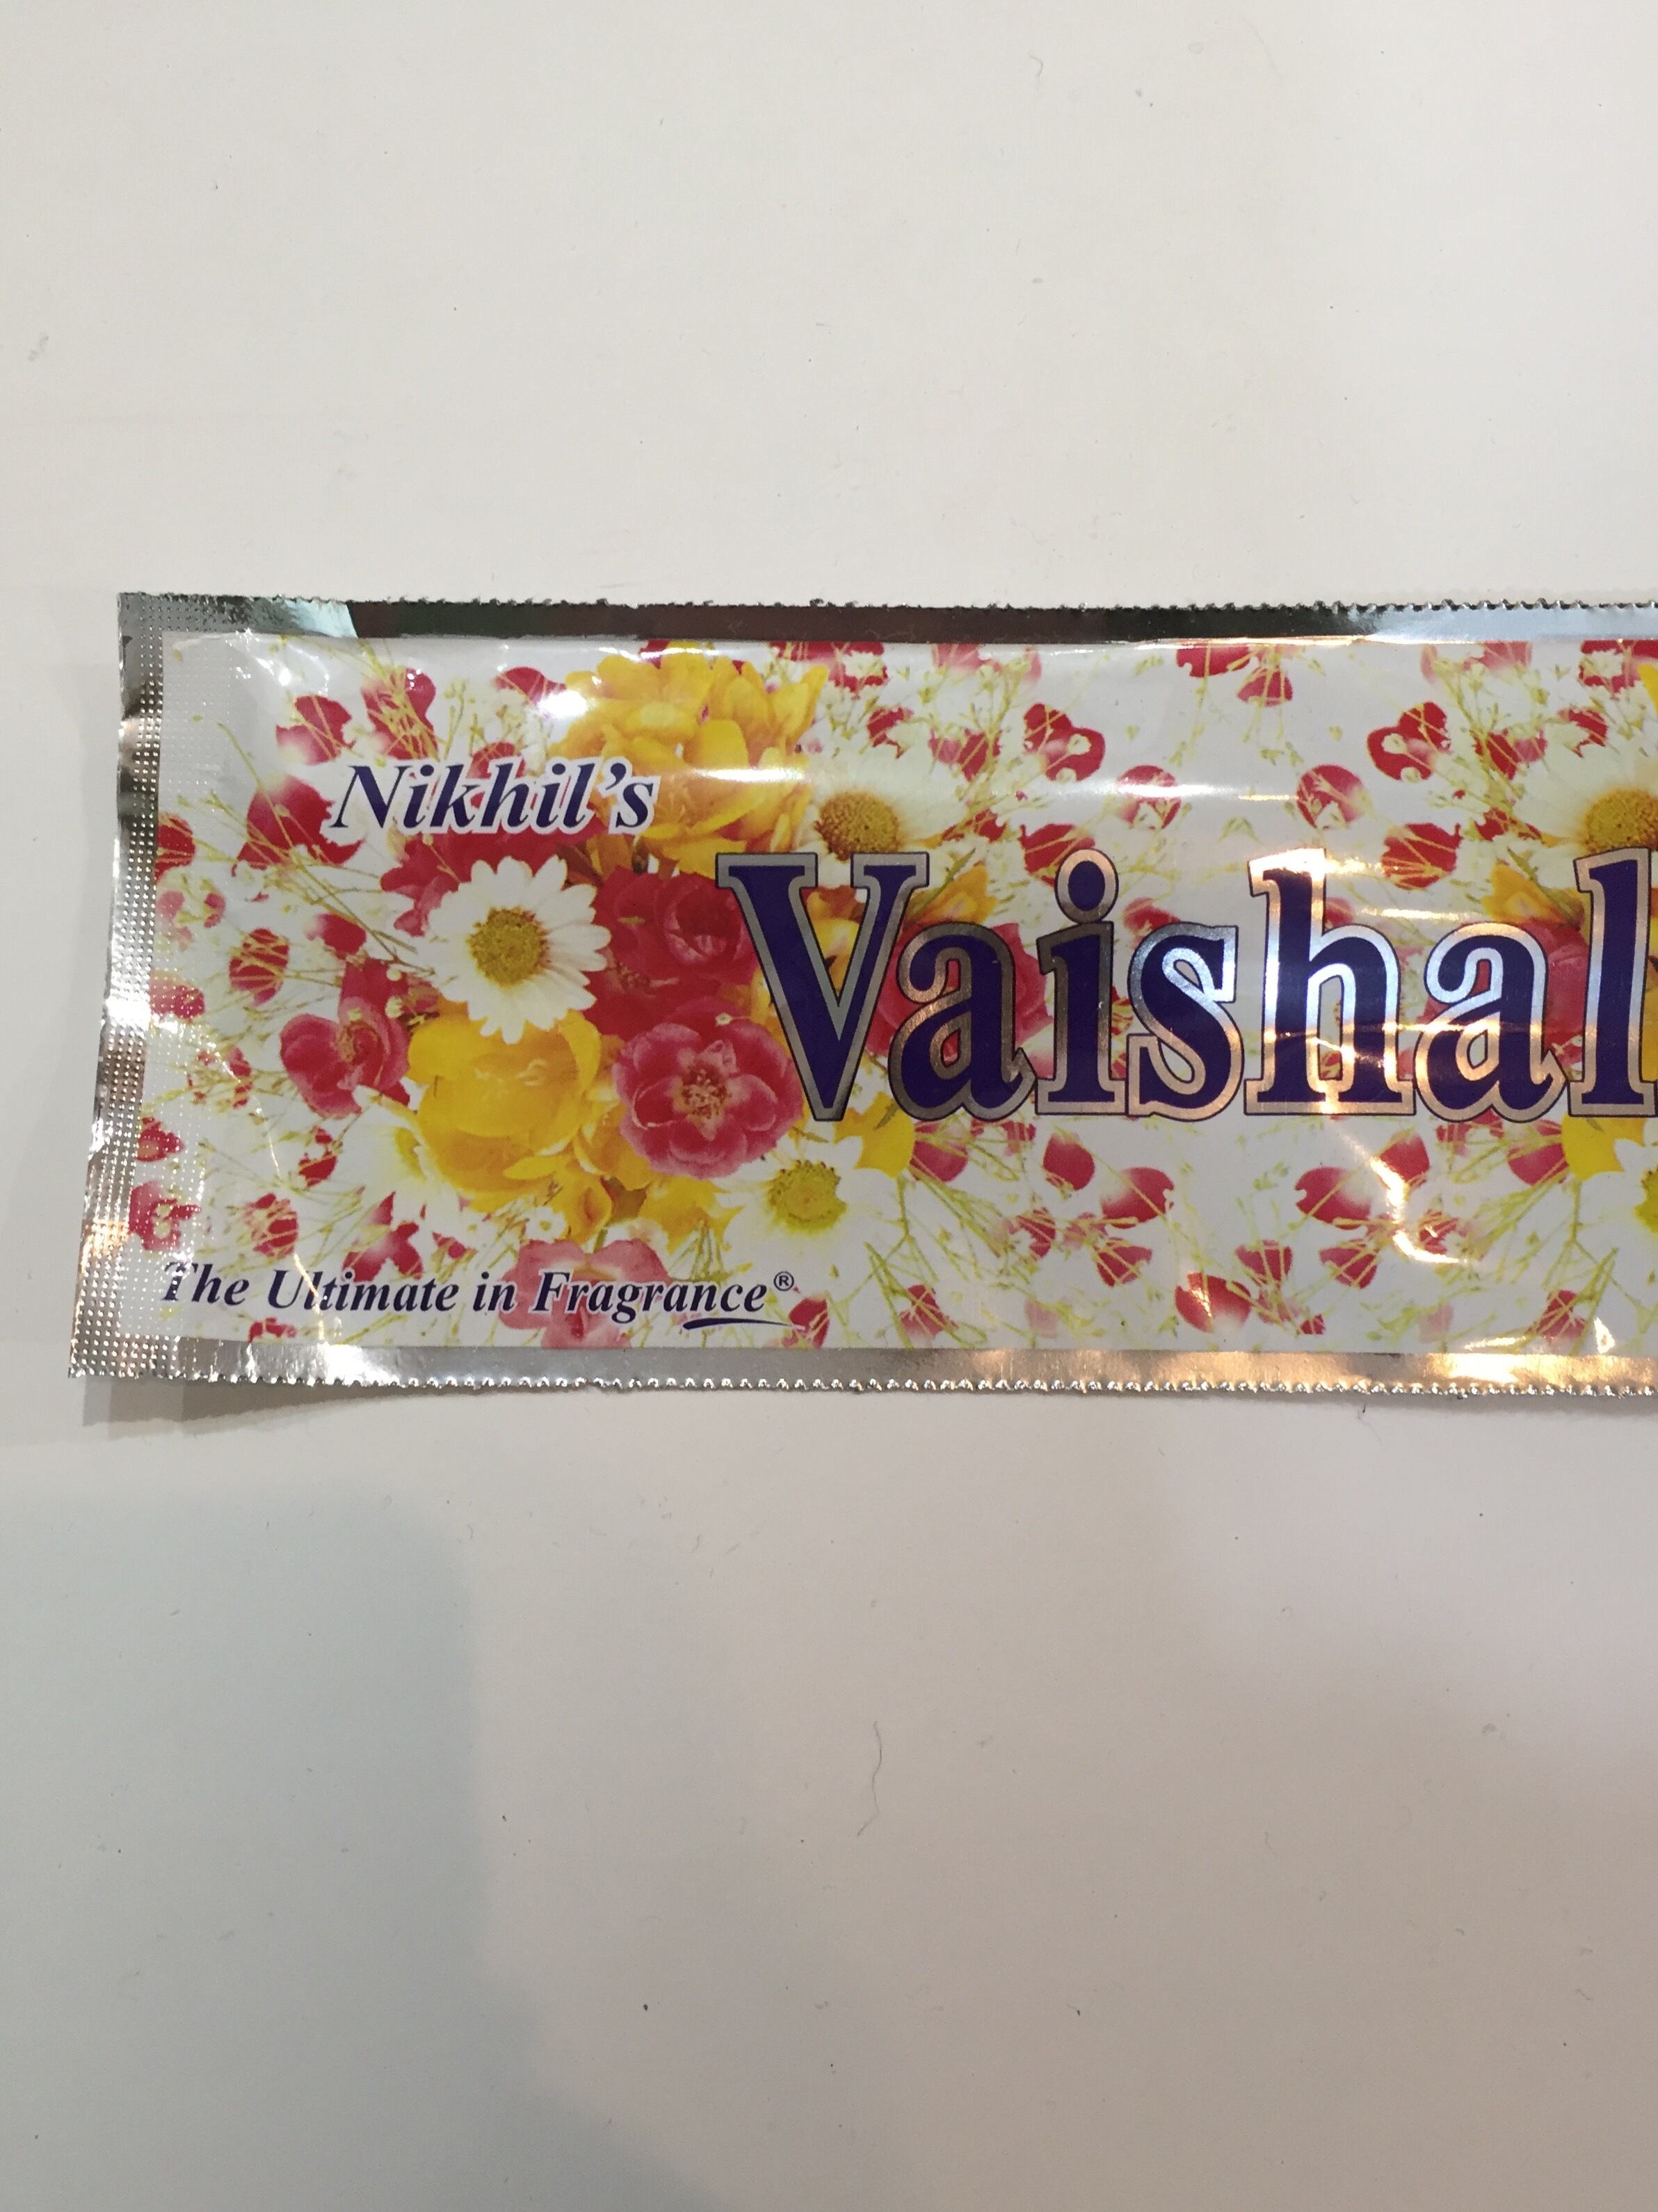 Nikhil's
Vaishal
The Ultimate in Fragrance®